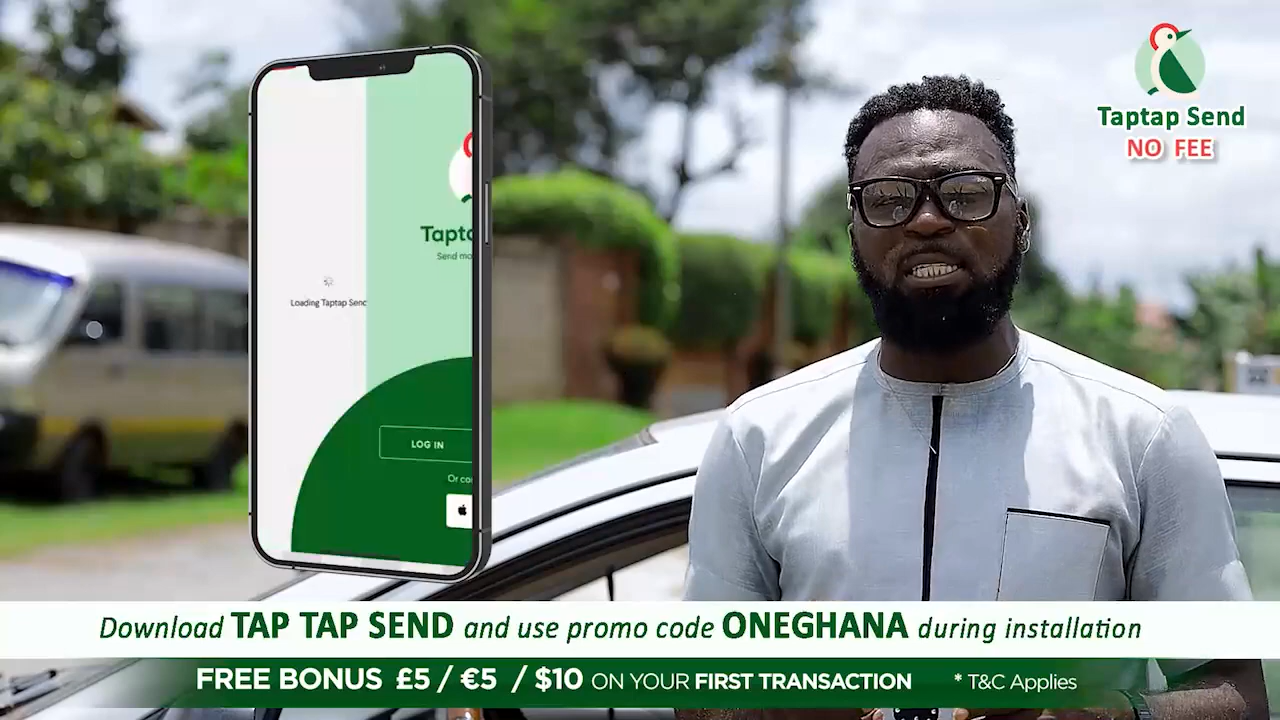 Taptap Send
NO FEE
Loading Taptap Send
LOG IN
Download TAP TAP SEND and use promo code ONEGHANA during installation
FREE BONUS £5 / €5 / $10 ON YOUR FIRST TRANSACTION * T&C Applies